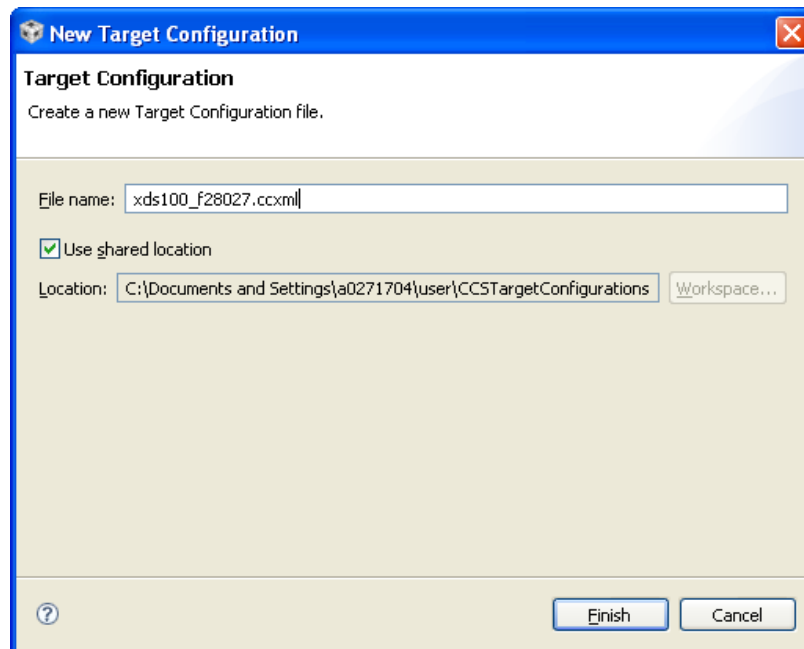 New Target Configuration
Target Configuration
Create a new Target Configuration file.
File name: xds100_f28027.ccxml
Use shared location
Location: C:\Documents and Settings\a0271704\user\CCSTargetConfigurations Workspace...
? Finish Cancel